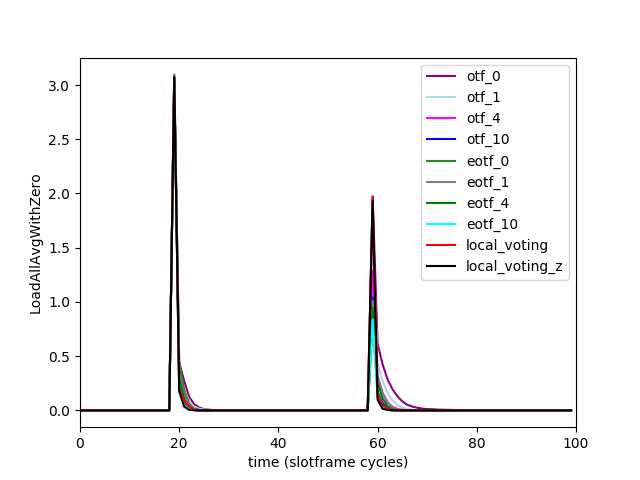 3.0
2.5
2.0
1.5
1.0
0.5
0.0
LoadAllAvgWithZero
0 20 40 60 80 100
time (slotframe cycles)
otf_0
otf_1
otf_4
otf_10
eotf_0
eotf_1
eotf_4
eotf_10
local_voting
local_voting_z